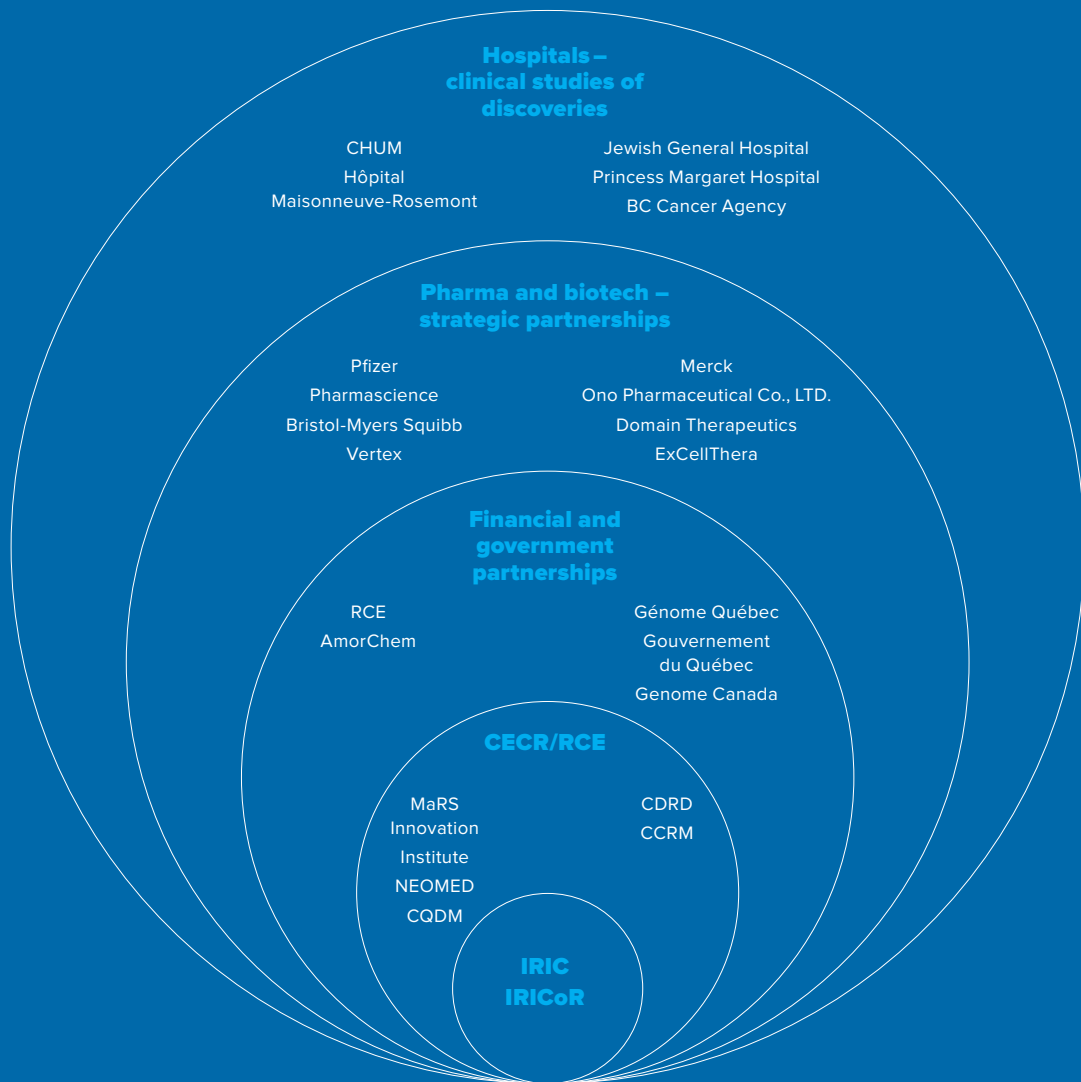 Hospitals –
clinical studies of
discoveries
CHUM
Hôpital
Maisonneuve-Rosemont
Jewish General Hospital
Princess Margaret Hospital
BC Cancer Agency
Pharma and biotech –
strategic partnerships
Pfizer
Pharmascience
Bristol-Myers Squibb
Vertex
Merck
Ono Pharmaceutical Co., LTD.
Domain Therapeutics
ExCellThera
Financial and
government
partnerships
RCE
AmorChem
Génome Québec
Gouvernement
du Québec
Genome Canada
CECR/RCE
MaRS
Innovation
Institute
NEOMED
CQDM
CDRD
CCRM
IRIC
IRICoR